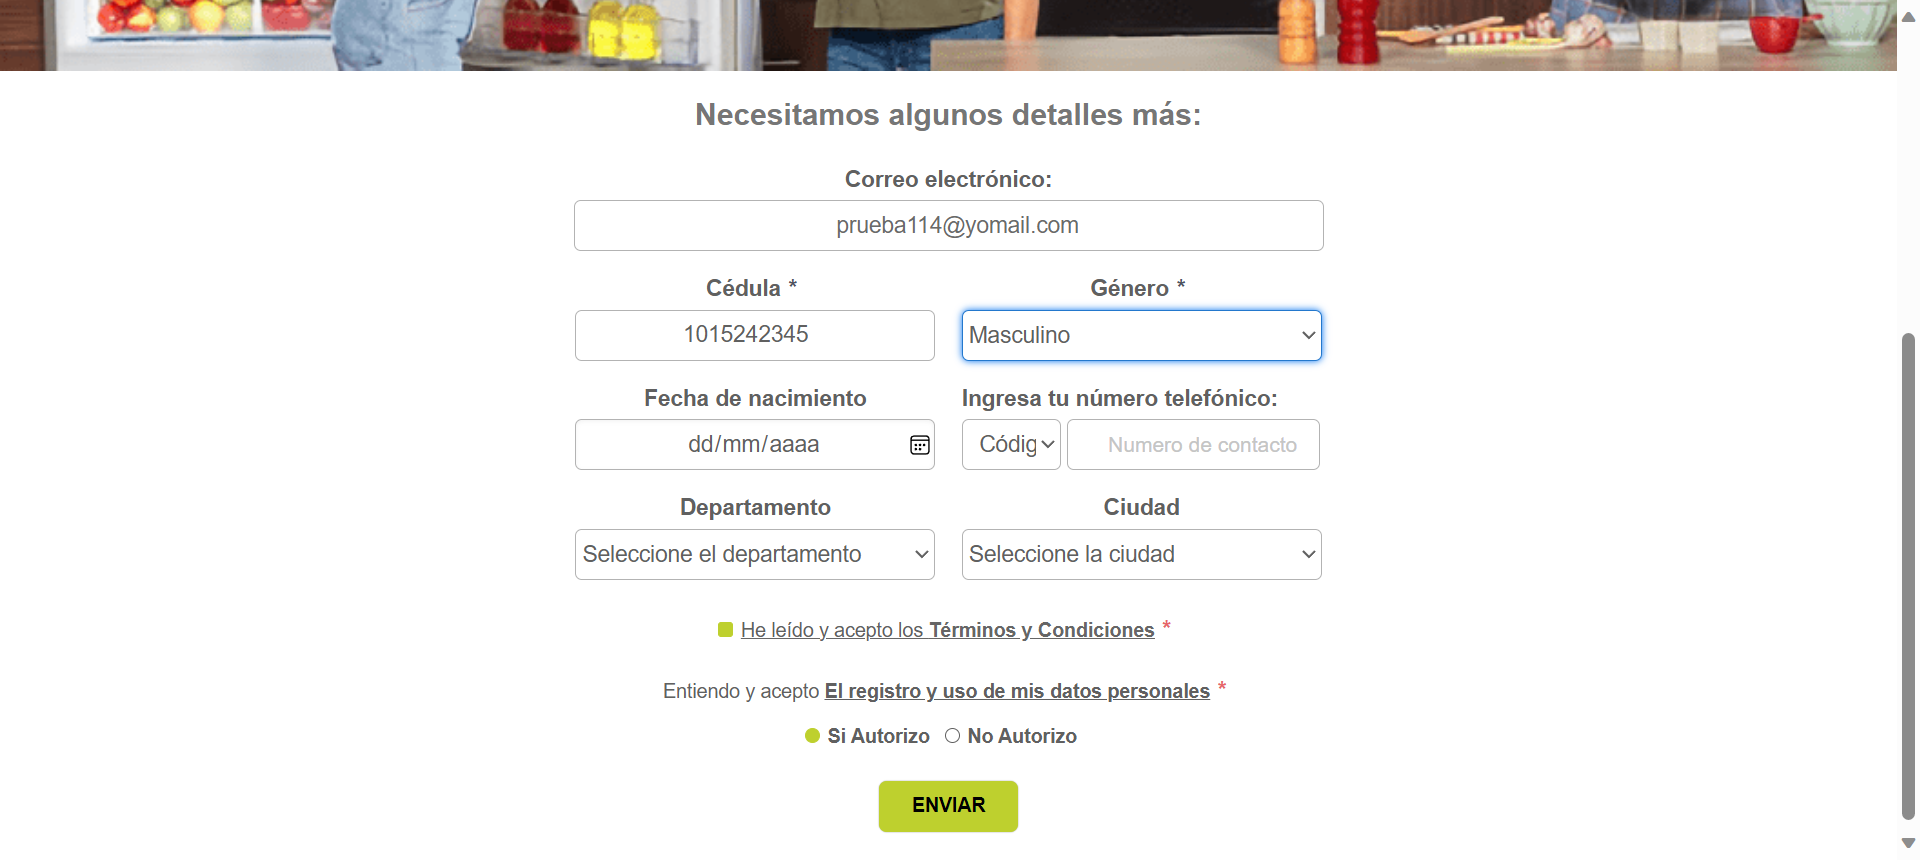 Necesitamos algunos detalles más:
Correo electrónico:
prueba114@yomail.com
Cédula * Género *
1015242345 Masculino
Fecha de nacimiento Ingresa tu número telefónico:
dd/mm/aaaa Códig Numero de contacto
Departamento Ciudad
Seleccione el departamento Seleccione la ciudad
He leído y acepto los Términos y Condiciones *
Entiendo y acepto El registro y uso de mis datos personales *
Si Autorizo No Autorizo
ENVIAR